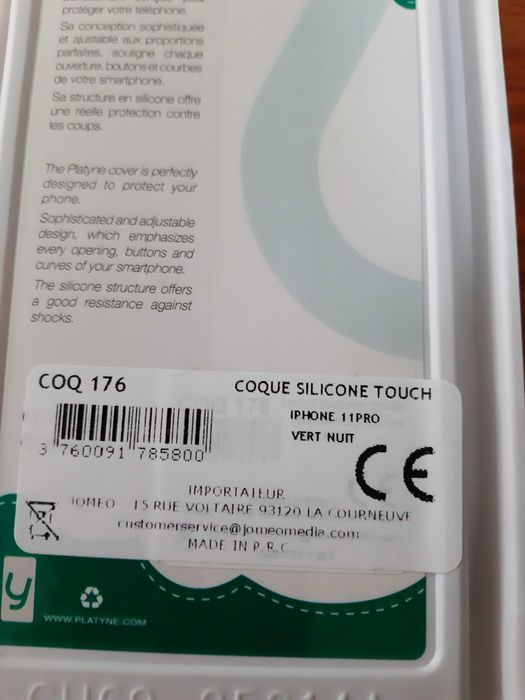 protéger votre téléphone.
Sa conception sophistiquée
et ajustable aux proportions
parfaites, souligne chaque
ouverture, boutons et courbes
de votre smartphone.
Sa structure en silicone offre
une réelle protection contre
les coups.
The Platyne cover is perfectly
designed to protect your
phone.
Sophisticated and adjustable
design, which emphasizes
every opening, buttons and
curves of your smartphone.
The silicone structure offers
a good resistance against
shocks.
COQ 176 COQUE SILICONE TOUCH
IPHONE 11PRO
VERT NUIT
3 760091 785800
CE
IMPORTATEUR
JOMEO - 15 RUE VOLTAIRE 93120 LA COURNEUVE
customerservice@jomeomedia.com
MADE IN P.R.C
y
WWW.PLATYNE.COM